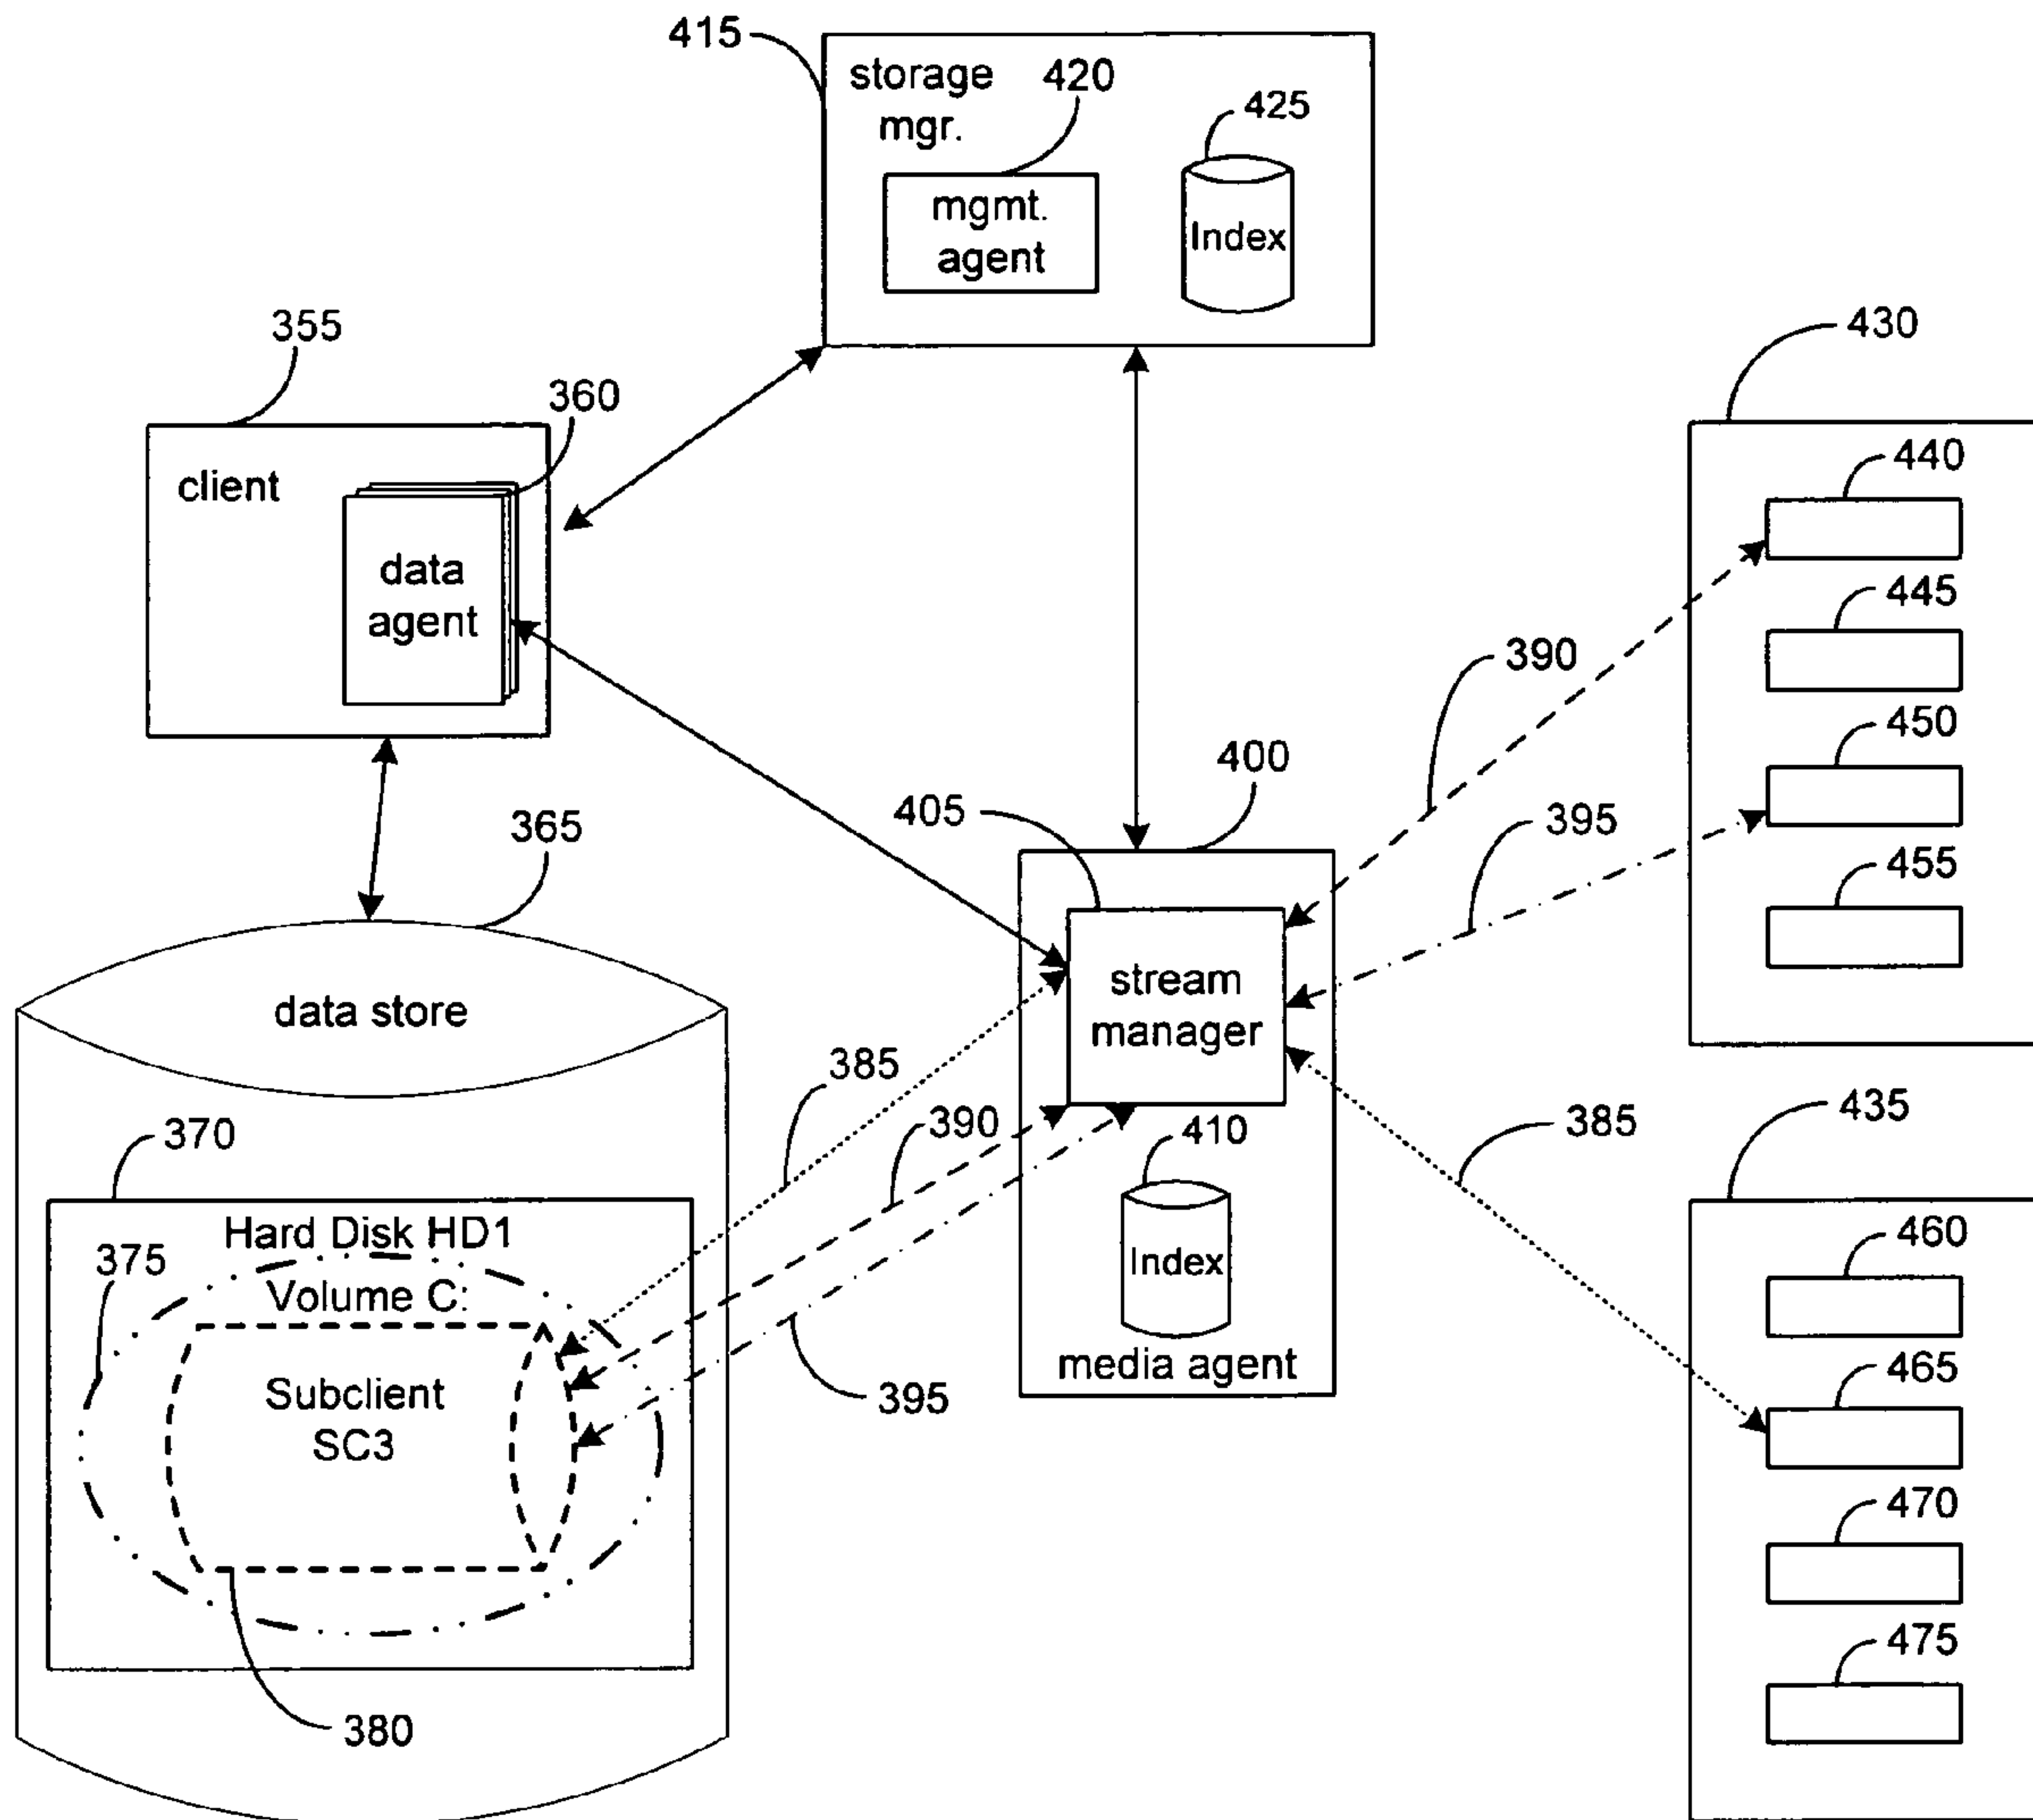 415
storage
mgr.
420
425
mgmt.
agent
Index
355
360
client
data
agent
430
440
445
450
455
390
395
400
405
365
data store
stream
manager
385
390
395
410
Index
media agent
370
Hard Disk HD1
375
Volume C:
Subclient
SC3
380
385
435
460
465
470
475